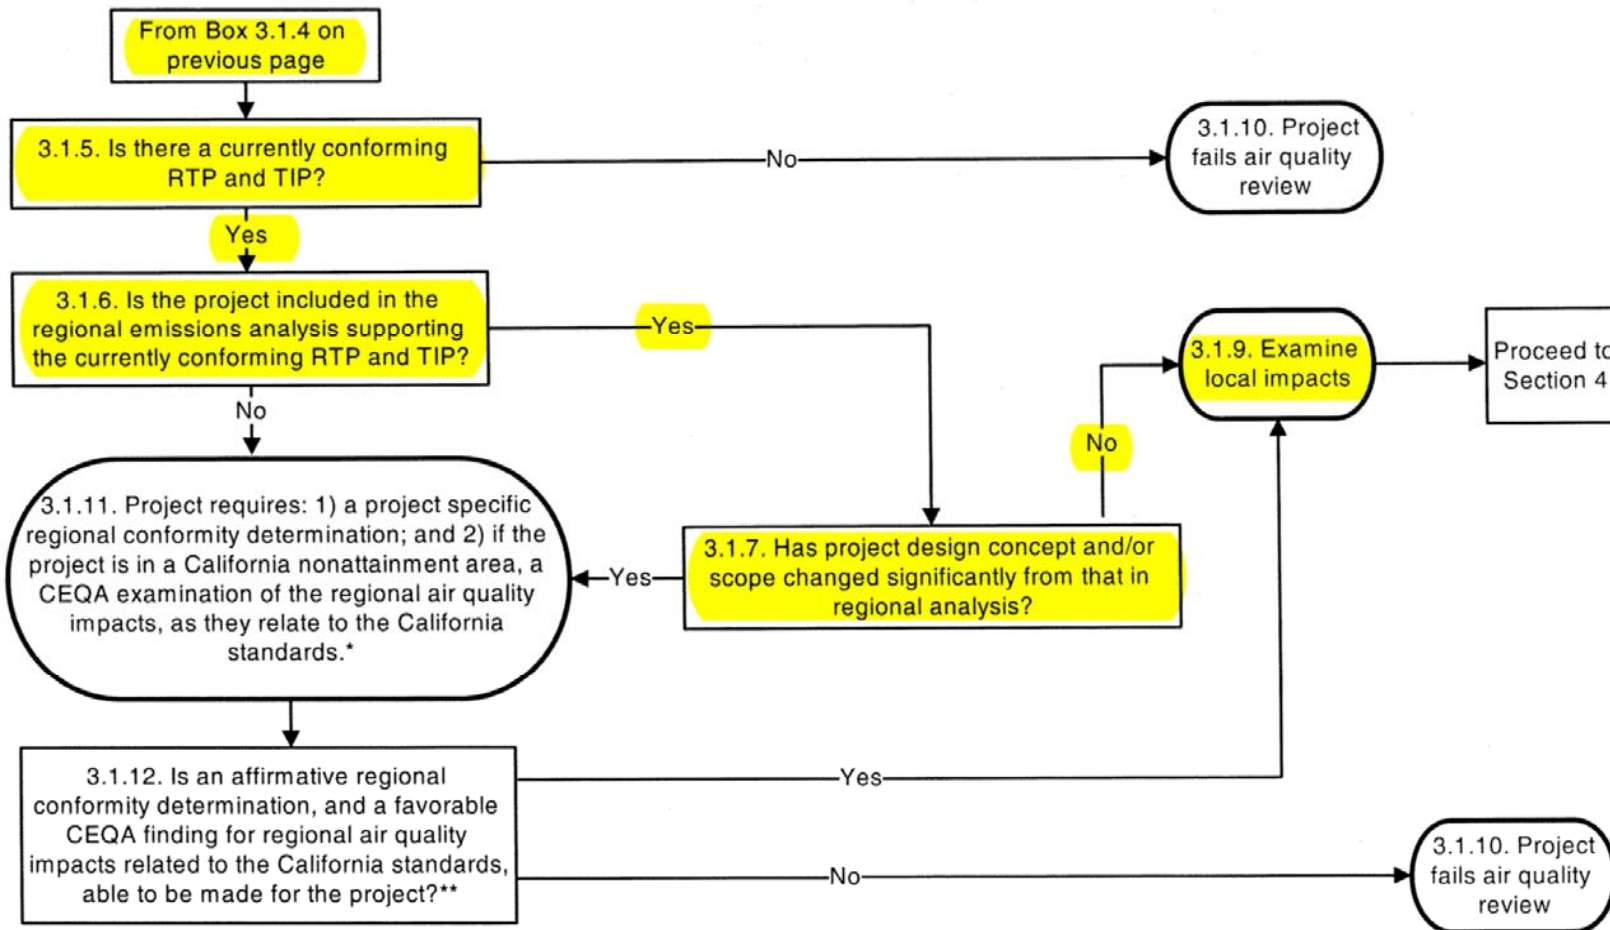 From Box 3.1.4 on
previous page
3.1.5. Is there a currently conforming
RTP and TIP?
No
3.1.10. Project
fails air quality
review
Yes
3.1.6. Is the project included in the
regional emissions analysis supporting
the currently conforming RTP and TIP?
Yes
3.1.9. Examine
local impacts
Proceed to
Section 4
No
No
3.1.11. Project requires: 1) a project specific
regional conformity determination; and 2) if the
project is in a California nonattainment area, a
CEQA examination of the regional air quality
impacts, as they relate to the California
standards.*
Yes
3.1.7. Has project design concept and/or
scope changed significantly from that in
regional analysis?
3.1.12. Is an affirmative regional
conformity determination, and a favorable
CEQA finding for regional air quality
impacts related to the California standards,
able to be made for the project?**
Yes
No
3.1.10. Project
fails air quality
review